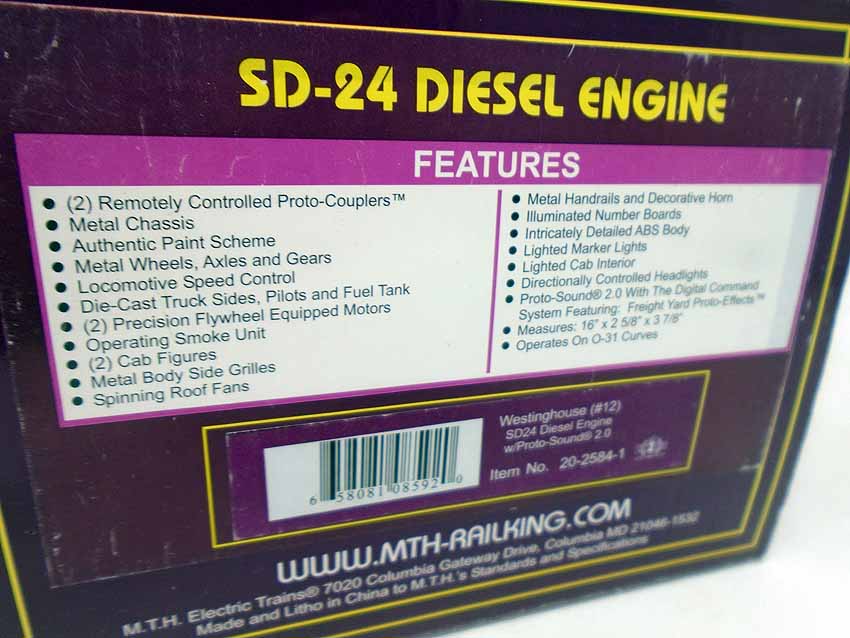 SD-24 DIESEL ENGINE
FEATURES
• (2) Remotely Controlled Proto-Couplers™
• Metal Chassis
• Authentic Paint Scheme
• Metal Wheels, Axles and Gears
• Locomotive Speed Control
• Die-Cast Truck Sides, Pilots and Fuel Tank
• (2) Precision Flywheel Equipped Motors
• Operating Smoke Unit
• (2) Cab Figures
• Metal Body Side Grilles
• Spinning Roof Fans
• Metal Handrails and Decorative Horn
• Illuminated Number Boards
• Intricately Detailed ABS Body
• Lighted Marker Lights
• Lighted Cab Interior
• Directionally Controlled Headlights
• Proto-Sound® 2.0 With The Digital Command
System Featuring: Freight Yard Proto-Effects™
• Measures: 16" x 2 5/8" x 3 7/8"
• Operates On O-31 Curves
Westinghouse (#12)
SD24 Diesel Engine
w/Proto-Sound® 2.0
Item No. 20-2584-1
6 58081 08592 0
WWW.MTH-RAILKING.COM
M.T.H. Electric Trains® 7020 Columbia Gateway Drive, Columbia MD 21046-1532
Made and Litho in China to M.T.H.'s Standards and Specifications